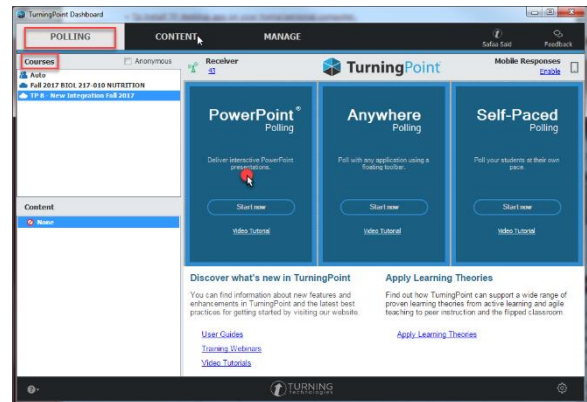 TurningPoint Dashboard
POLLING
CONTENT
MANAGE
Safaa Said
Feedback
Courses
Anonymous
Auto
Fall 2017 BIOL 217-010 NUTRITION
TP 8 - New Integration Fall 2017
Content
None
Receiver
43
TurningPoint
Mobile Responses
Enable
PowerPoint®
Polling
Deliver interactive PowerPoint
presentations.
Start now
Video Tutorial
Anywhere
Polling
Poll with any application using a
floating toolbar.
Start now
Video Tutorial
Self-Paced
Polling
Poll your students at their own
pace.
Start now
Video Tutorial
Discover what's new in TurningPoint
You can find information about new features and
enhancements in TurningPoint and the latest best
practices for getting started by visiting our website.
User Guides
Training Webinars
Video Tutorials
Apply Learning Theories
Find out how TurningPoint can support a wide range of
proven learning theories from active learning and agile
teaching to peer instruction and the flipped classroom
Apply Learning Theories
TURNING
technologies